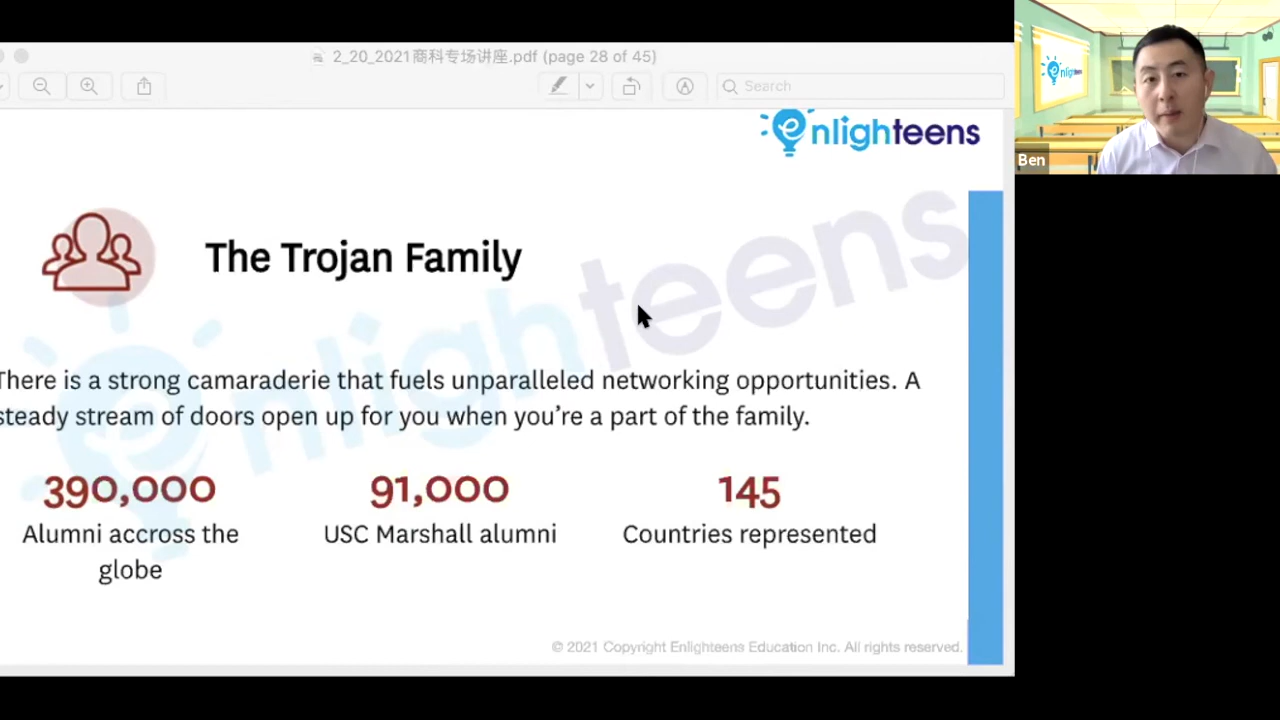 2_20_2021商科专场讲座.pdf (page 28 of 45)
Search
enlighteens
Ben
The Trojan Family
enlighteens
There is a strong camaraderie that fuels unparalleled networking opportunities. A
steady stream of doors open up for you when you're a part of the family.
390,000
91,000
145
Alumni accross the
globe
USC Marshall alumni
Countries represented
© 2021 Copyright Enlighteens Education Inc. All rights reserved.